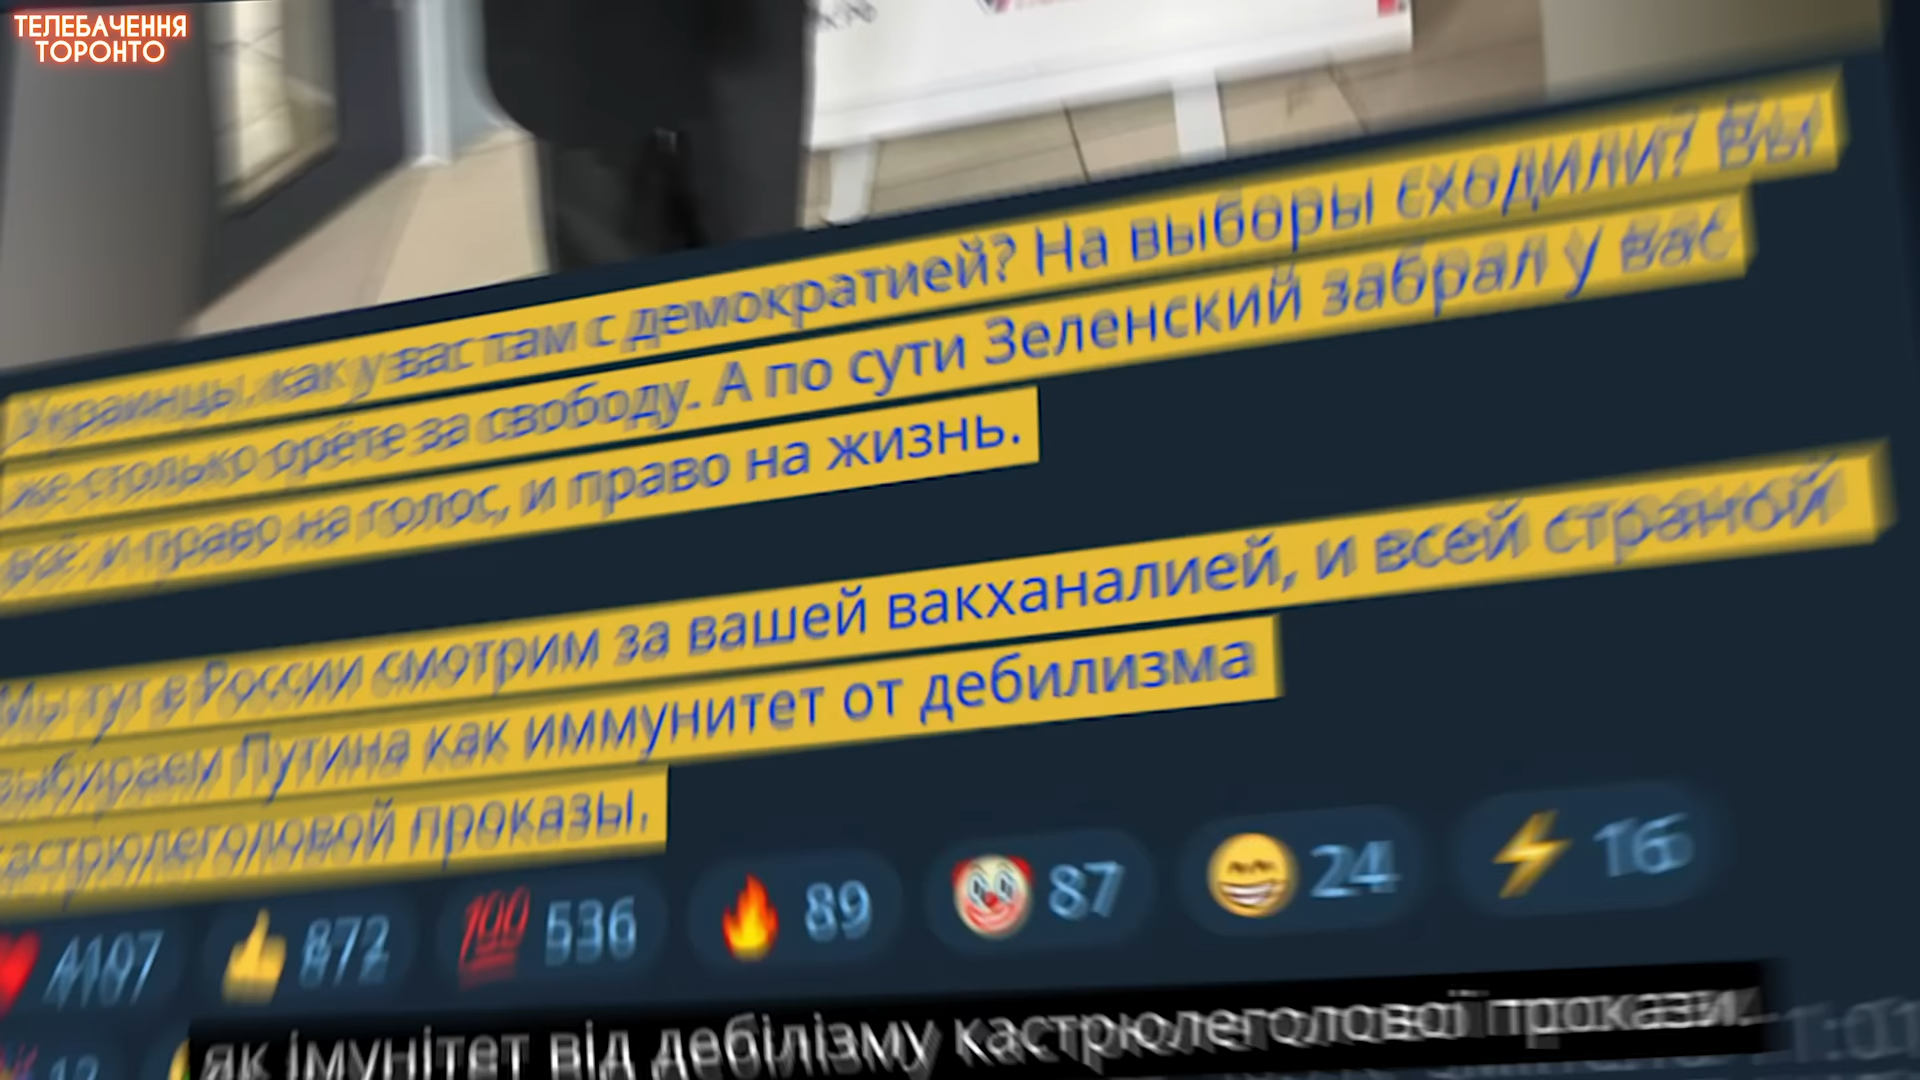 ТЕЛЕБАЧЕННЯ
ТОРОНТО
Украинцы, как у вас там с демократией? На выборы сходили? Вы
же столько орёте за свободу. А по сути Зеленский забрал у вас
всё: и право на голос, и право на жизнь.
Мы тут в России смотрим за вашей вакханалией, и всей страной
выбираем Путина как иммунитет от дебилизма
кастрюлеголовой проказы.
872 536 89 87 24 16
як імунітет від дебілізму кастрюлеголової прокази.